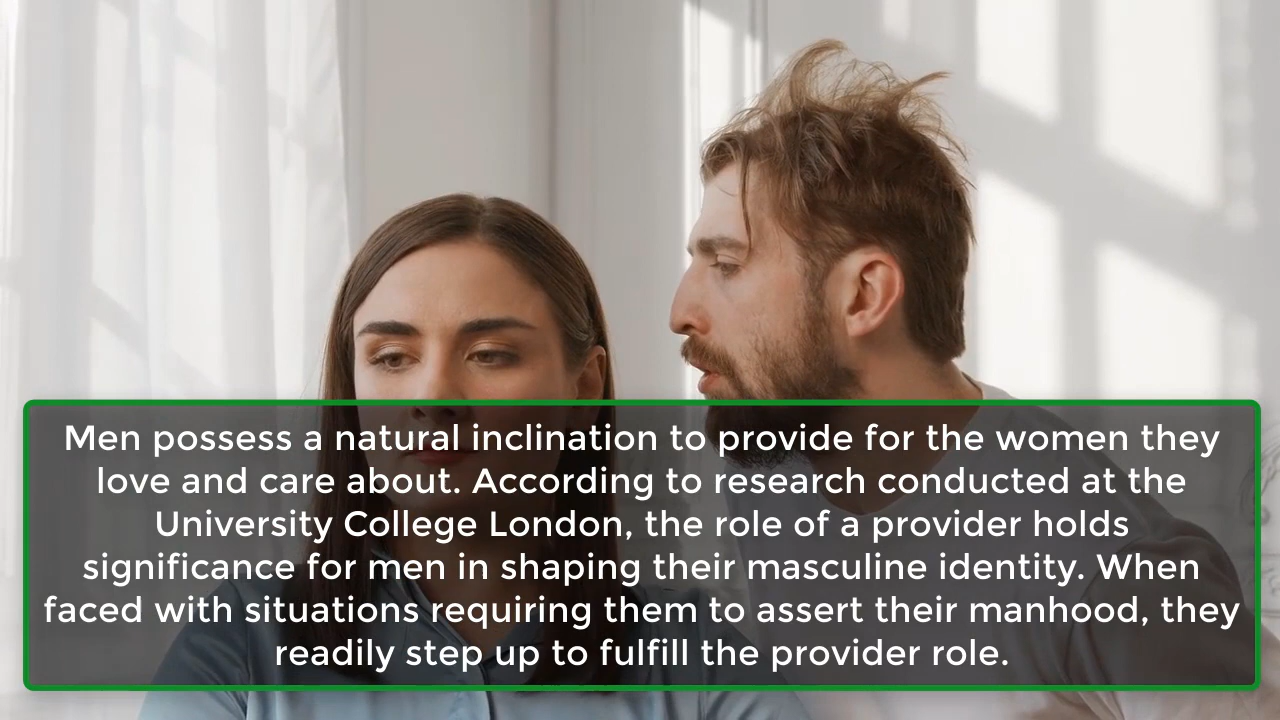 Men possess a natural inclination to provide for the women they
love and care about. According to research conducted at the
University College London, the role of a provider holds
significance for men in shaping their masculine identity. When
faced with situations requiring them to assert their manhood, they
readily step up to fulfill the provider role.